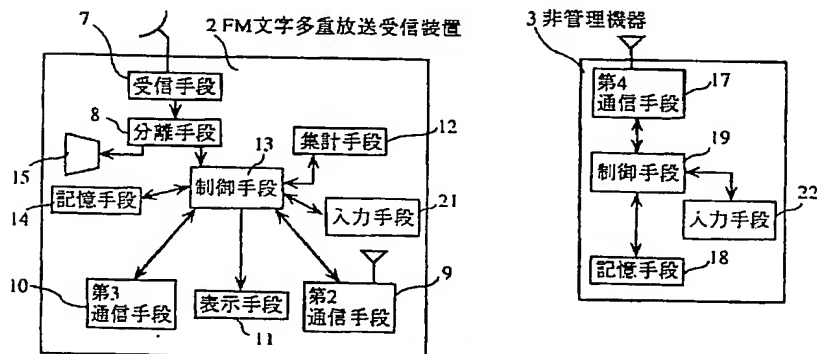 2 FM文字多重放送受信装置
7
受信手段
8
分離手段
15
13
制御手段
集計手段
12
14
記憶手段
入力手段
21
10
第3
通信手段
表示手段
11
第2
通信手段
9
3 非管理機器
第4
通信手段
17
19
制御手段
入力手段
22
記憶手段
18